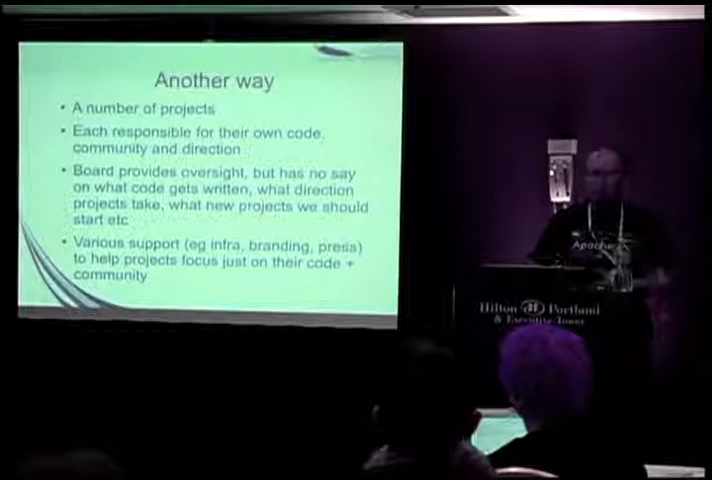 Another way
• A number of projects
• Each responsible for their own code,
community and direction
• Board provides oversight, but has no say
on what code gets written, what direction
projects take, what new projects we should
start etc
• Various support (eg infra, branding, press)
to help projects focus just on their code +
community
Apache
Hilton H Portland
& Executive Tower